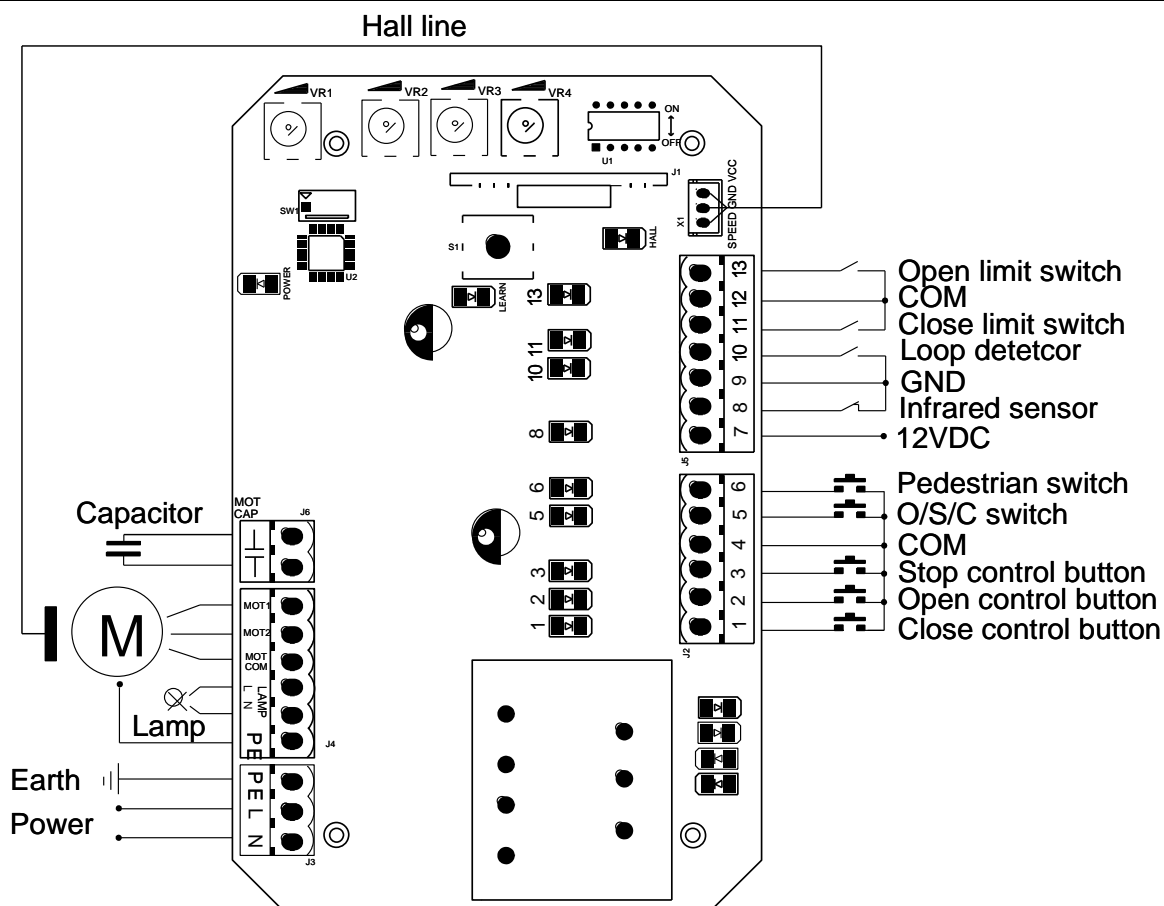 Hall line
VR1
VR2
VR3
VR4
ON
OFF
U1
J1
SW1
U2
POWER
S1
LEARN
HALL
X1
SPEED GND VCC
13
11
10
8
6
5
3
2
1
13
12
11
10
9
8
7
J5
Open limit switch
COM
Close limit switch
Loop detetcor
GND
Infrared sensor
12VDC
6
5
4
3
2
1
J2
Pedestrian switch
O/S/C switch
COM
Stop control button
Open control button
Close control button
Capacitor
MOT
CAP
J6
M
MOT1
MOT2
MOT
COM
L N
LAMP
PE
J4
Lamp
Earth
Power
PE
L
N
J3